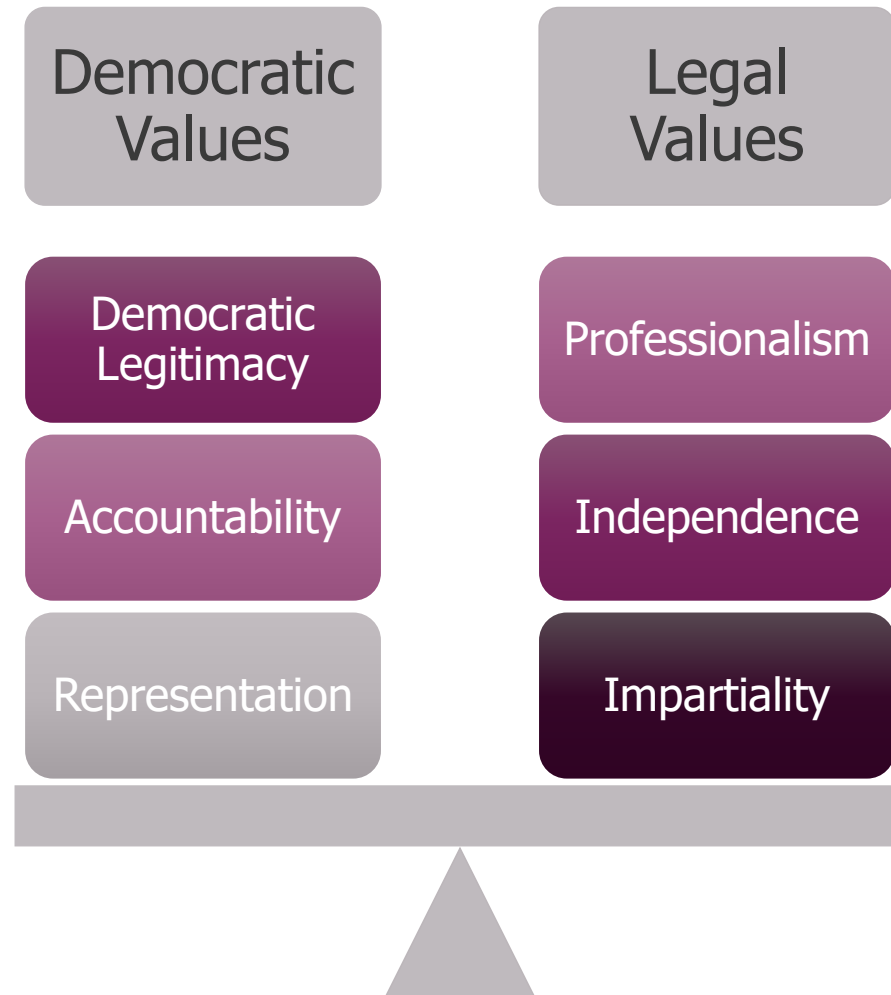 Democratic
Values
Legal
Values
Democratic
Legitimacy
Professionalism
Accountability
Independence
Representation
Impartiality